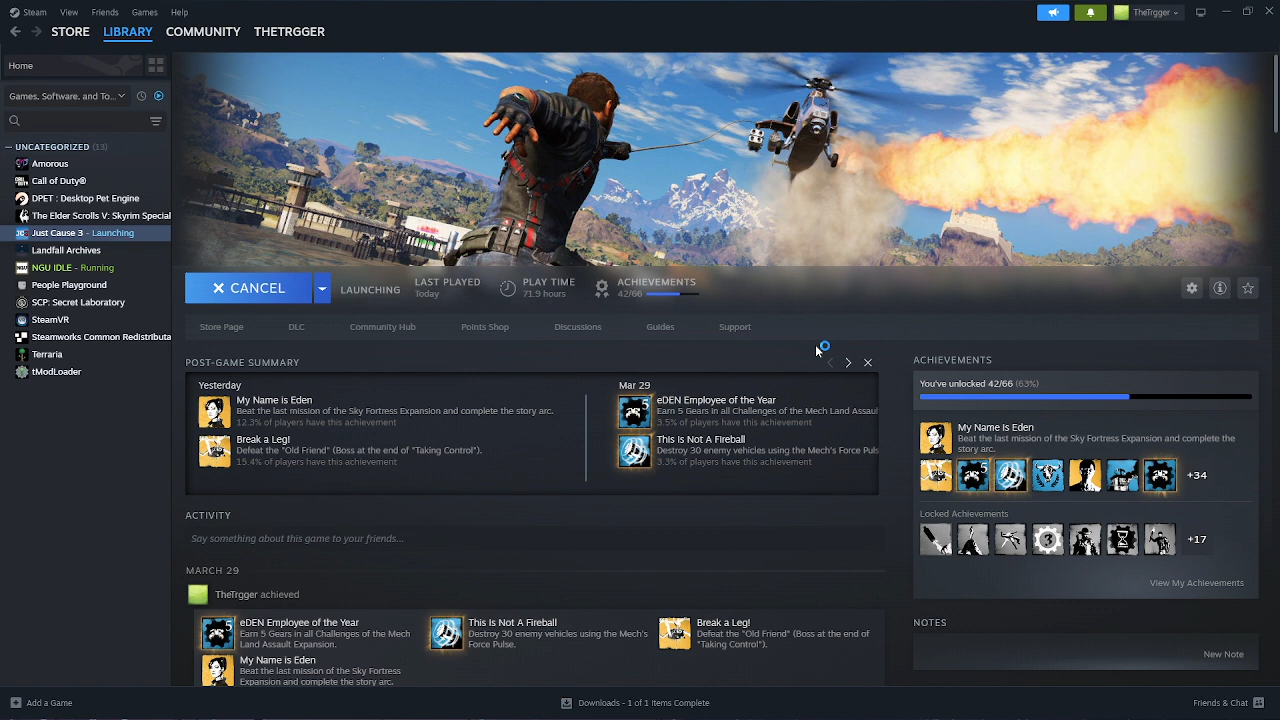 Steam View Friends Games Help
TheTrgger
STORE LIBRARY COMMUNITY THETRGGER
Home
Games, Software, and To...
UNCATEGORIZED (13)
Amorous
Call of Duty®
DPET : Desktop Pet Engine
The Elder Scrolls V: Skyrim Special
Just Cause 3 - Launching
Landfall Archives
NGU IDLE - Running
People Playground
SCP: Secret Laboratory
SteamVR
Steamworks Common Redistributa
Terraria
tModLoader
CANCEL
LAUNCHING
LAST PLAYED
Today
PLAY TIME
71.9 hours
ACHIEVEMENTS
42/66
Store Page DLC Community Hub Points Shop Discussions Guides Support
POST-GAME SUMMARY
Yesterday
My Name is Eden
Beat the last mission of the Sky Fortress Expansion and complete the story arc.
12.3% of players have this achievement
Break a Leg!
Defeat the "Old Friend" (Boss at the end of "Taking Control").
15.4% of players have this achievement
Mar 29
eDEN Employee of the Year
Earn 5 Gears in all Challenges of the Mech Land Assaul
3.5% of players have this achievement
This Is Not A Fireball
Destroy 30 enemy vehicles using the Mech's Force Puls
3.3% of players have this achievement
ACTIVITY
Say something about this game to your friends...
MARCH 29
TheTrgger achieved
eDEN Employee of the Year
Earn 5 Gears in all Challenges of the Mech
Land Assault Expansion.
This Is Not A Fireball
Destroy 30 enemy vehicles using the Mech's
Force Pulse.
Break a Leg!
Defeat the "Old Friend" (Boss at the end of
"Taking Control").
My Name is Eden
Beat the last mission of the Sky Fortress
Expansion and complete the story arc.
ACHIEVEMENTS
You've unlocked 42/66 (63%)
My Name is Eden
Beat the last mission of the Sky Fortress Expansion and complete the
story arc.
+34
Locked Achievements
+17
View My Achievements
NOTES
New Note
Add a Game
Downloads - 1 of 1 Items Complete
Friends & Chat